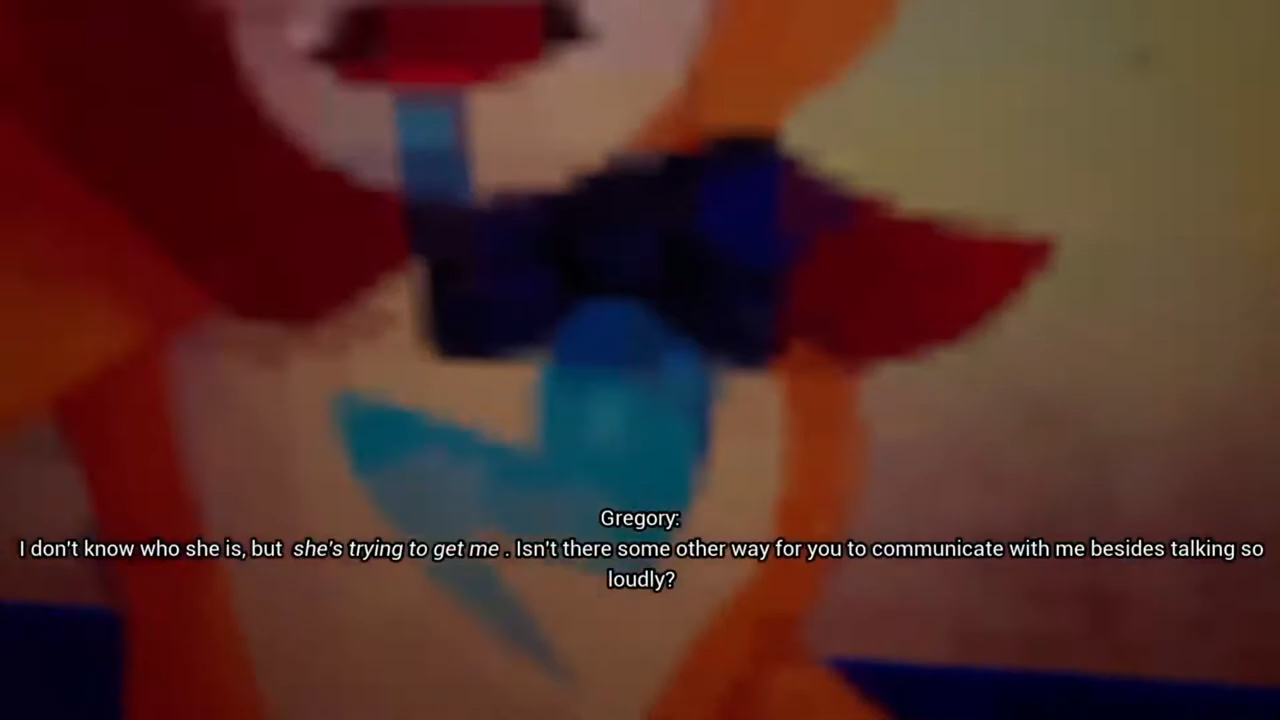 Gregory:
I don't know who she is, but she's trying to get me . Isn't there some other way for you to communicate with me besides talking so
loudly?